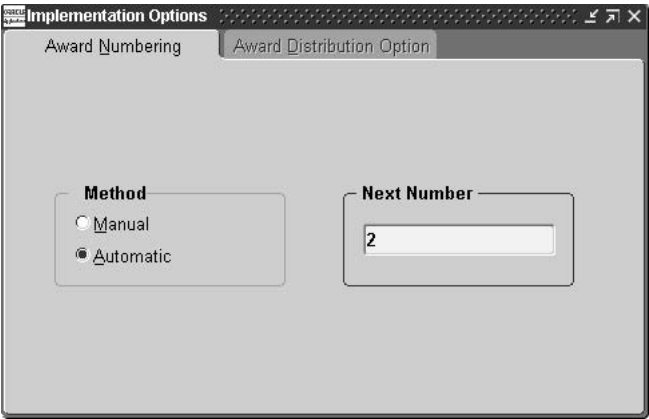 Implementation Options
Award Numbering
Award Distribution Option
Method
Manual
Automatic
Next Number
2